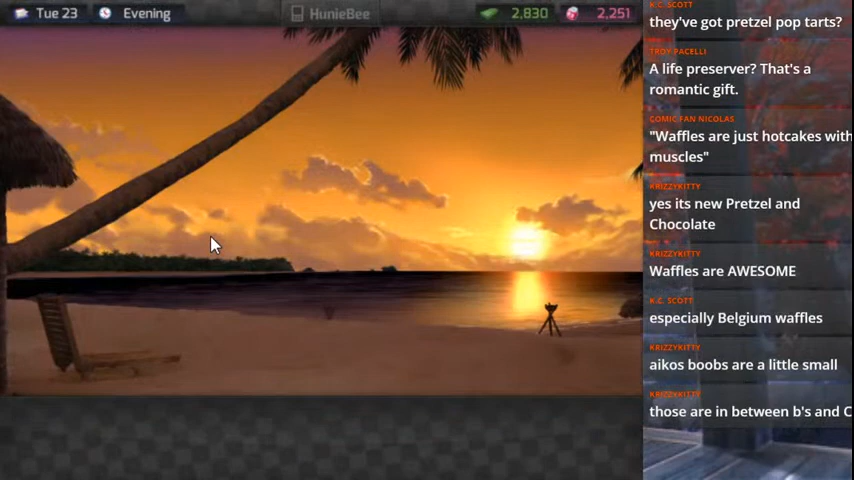 Tue 23
Evening
HunieBee
2,830
2,251
K.C. SCOTT
they've got pretzel pop tarts?
TROY PACELLI
A life preserver? That's a
romantic gift.
COMIC FAN NICOLAS
"Waffles are just hotcakes with
muscles"
KRIZZYKITTY
yes its new Pretzel and
Chocolate
KRIZZYKITTY
Waffles are AWESOME
K.C. SCOTT
especially Belgium waffles
KRIZZYKITTY
aikos boobs are a little small
KRIZZYKITTY
those are in between b's and C